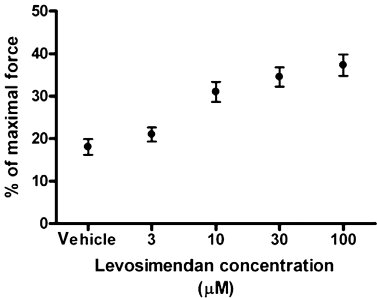 % of maximal force
50
40
30
20
10
0
Vehicle 3 10 30 100
Levosimendan concentration
(μM)